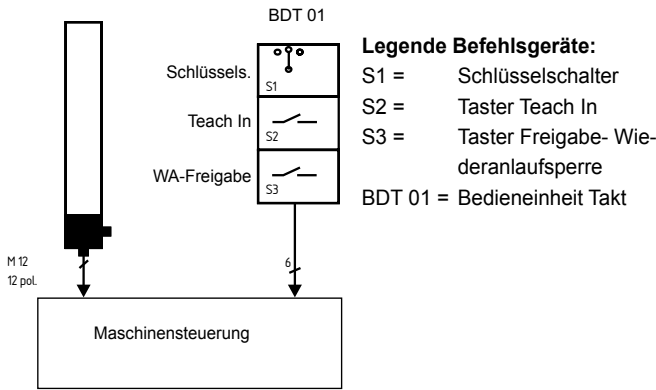 BDT 01
Schlüssels.
S1
Teach In
S2
WA-Freigabe
S3
M 12
12 pol.
6
Maschinensteuerung
Legende Befehlsgeräte:
S1 = Schlüsselschalter
S2 = Taster Teach In
S3 = Taster Freigabe- Wie-
deranlaufsperre
BDT 01 = Bedieneinheit Takt